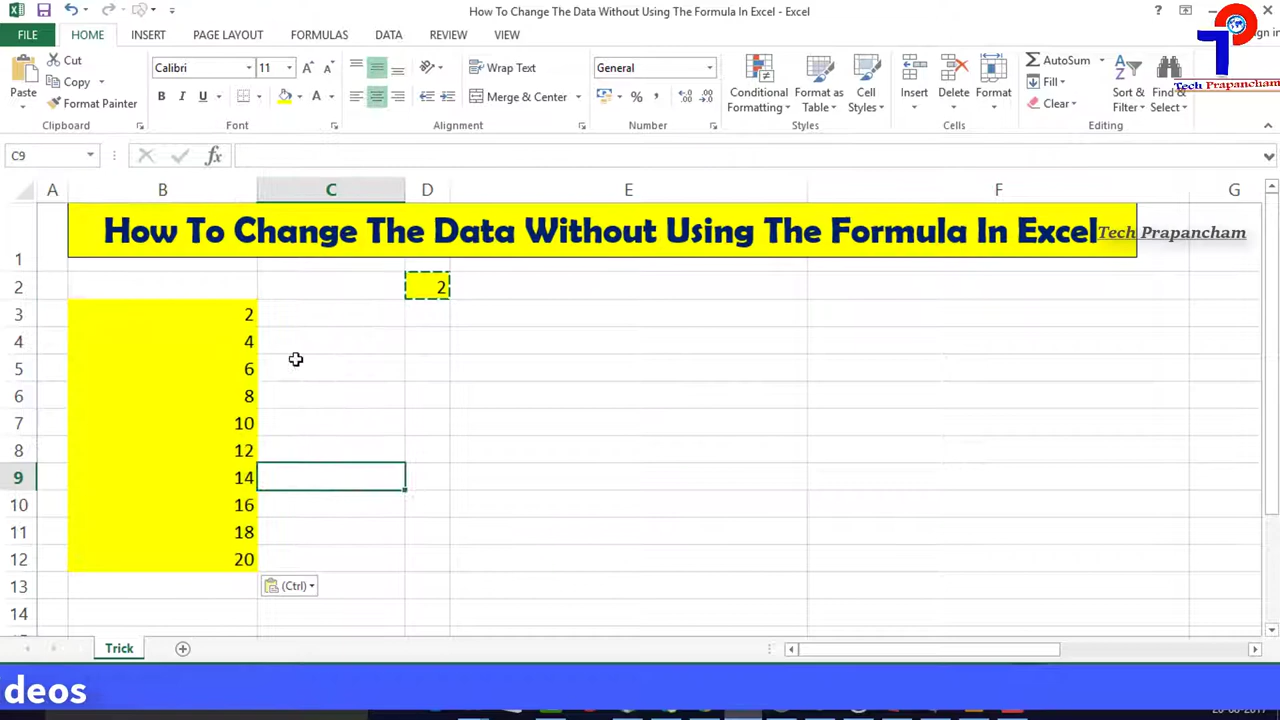 How To Change The Data Without Using The Formula In Excel - Excel
?
FILE HOME INSERT PAGE LAYOUT FORMULAS DATA REVIEW VIEW
Tech Prapancham
Paste
Cut
Copy
Format Painter
Clipboard
Calibri 11
B I U
Font
Wrap Text
Merge & Center
Alignment
General
%
Number
Conditional Formatting
Format as Table
Cell Styles
Styles
Insert
Delete
Format
Cells
AutoSum
Fill
Clear
Sort & Filter
Find & Select
Editing
C9
fx
A B C D E F G
1 How To Change The Data Without Using The Formula In Excel Tech Prapancham
2 2
3 2
4 4
5 6
6 8
7 10
8 12
9 14
10 16
11 18
12 20
13 (Ctrl)
14
Trick
deos